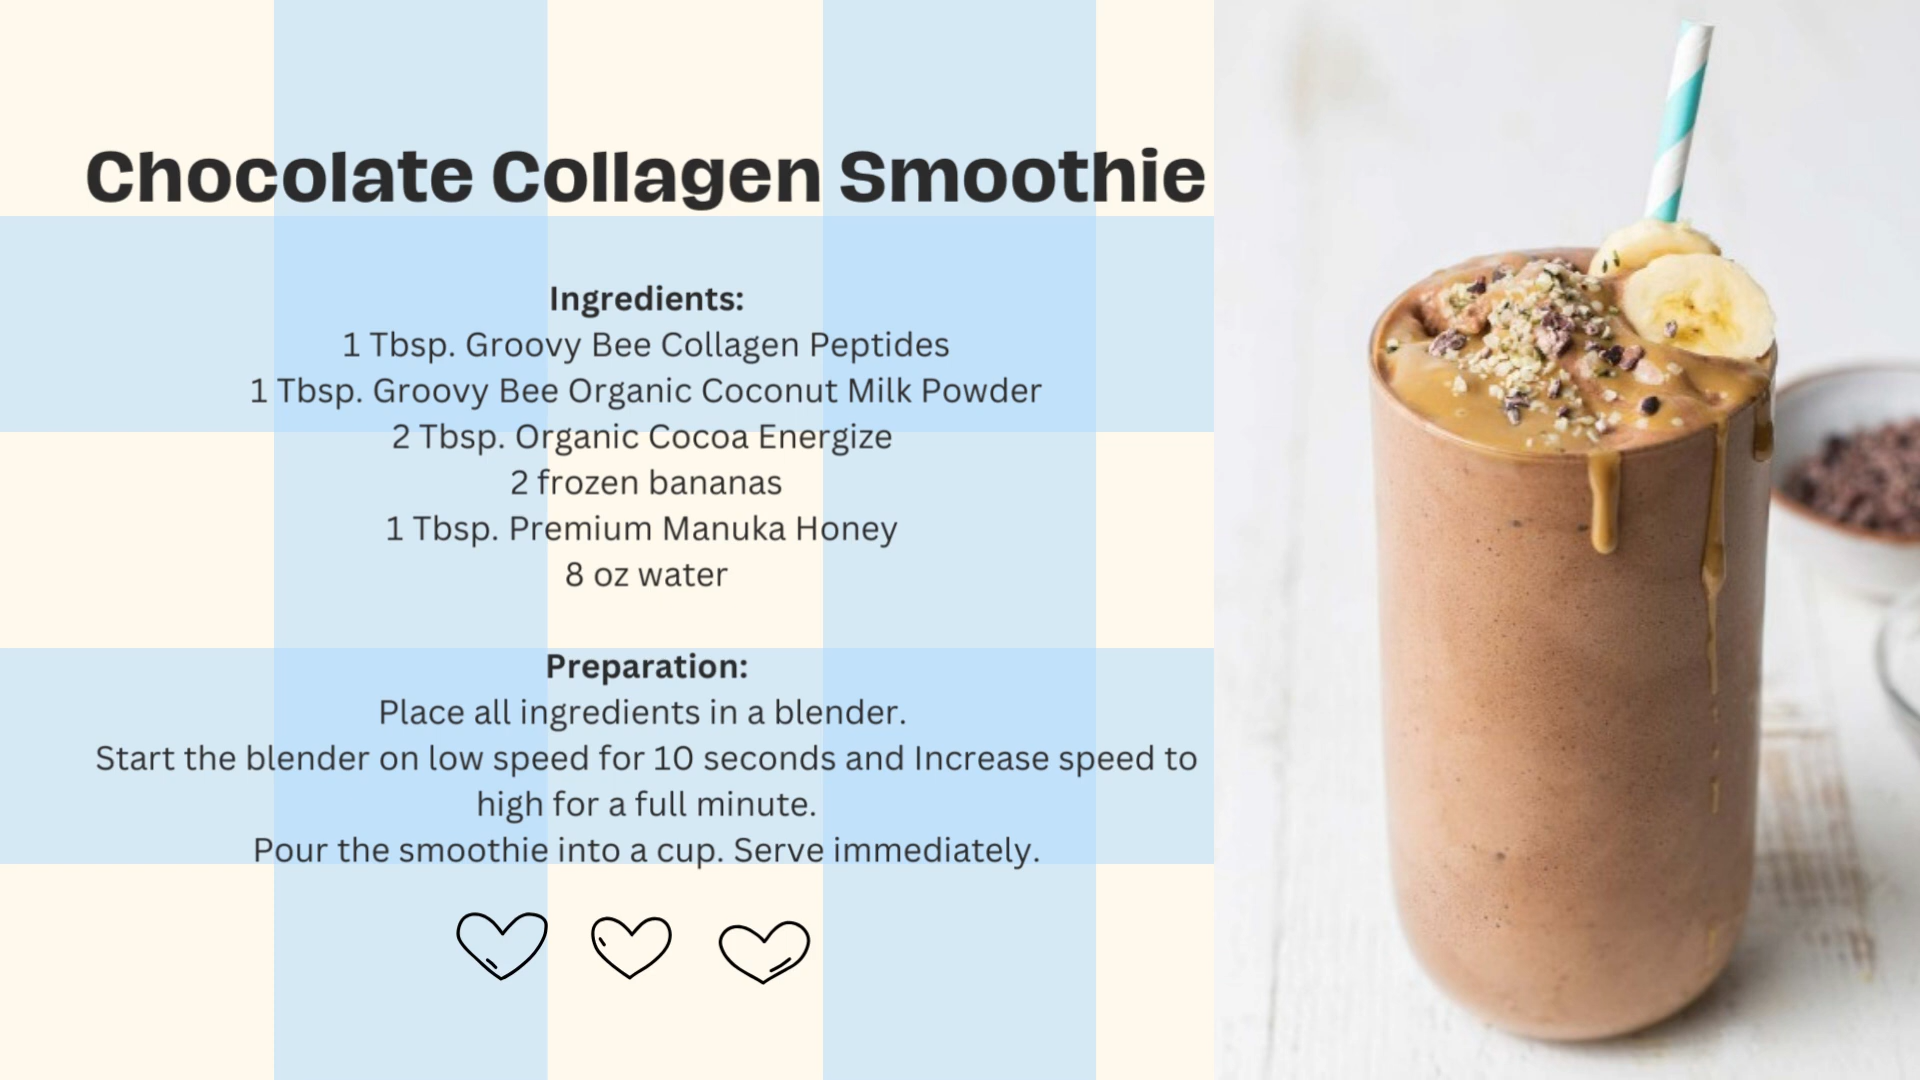 Chocolate Collagen Smoothie
Ingredients:
1 Tbsp. Groovy Bee Collagen Peptides
1 Tbsp. Groovy Bee Organic Coconut Milk Powder
2 Tbsp. Organic Cocoa Energize
2 frozen bananas
1 Tbsp. Premium Manuka Honey
8 oz water
Preparation:
Place all ingredients in a blender.
Start the blender on low speed for 10 seconds and Increase speed to
high for a full minute.
Pour the smoothie into a cup. Serve immediately.